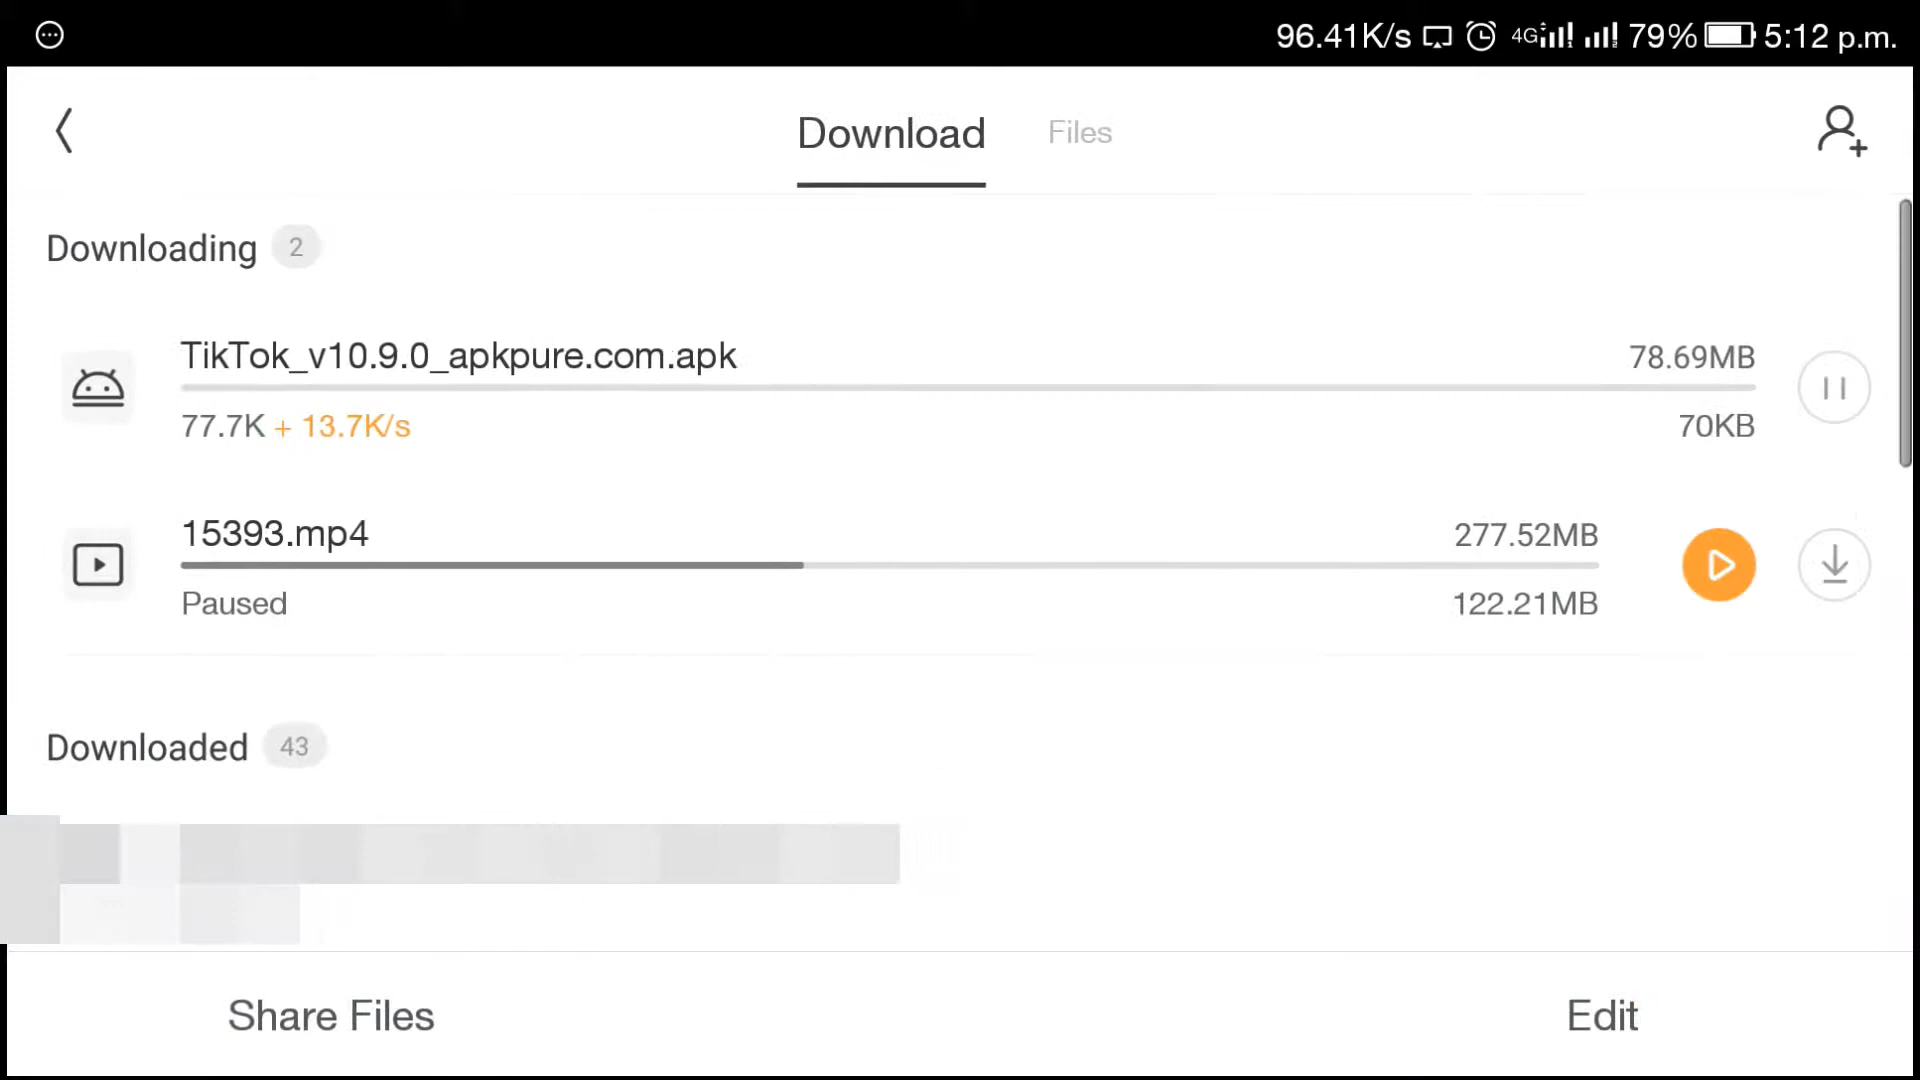 96.41K/s 4G 79% 5:12 p.m.
Download Files
Downloading 2
TikTok_v10.9.0_apkpure.com.apk 78.69MB
77.7K + 13.7K/s 70KB
15393.mp4 277.52MB
Paused 122.21MB
Downloaded 43
Share Files Edit